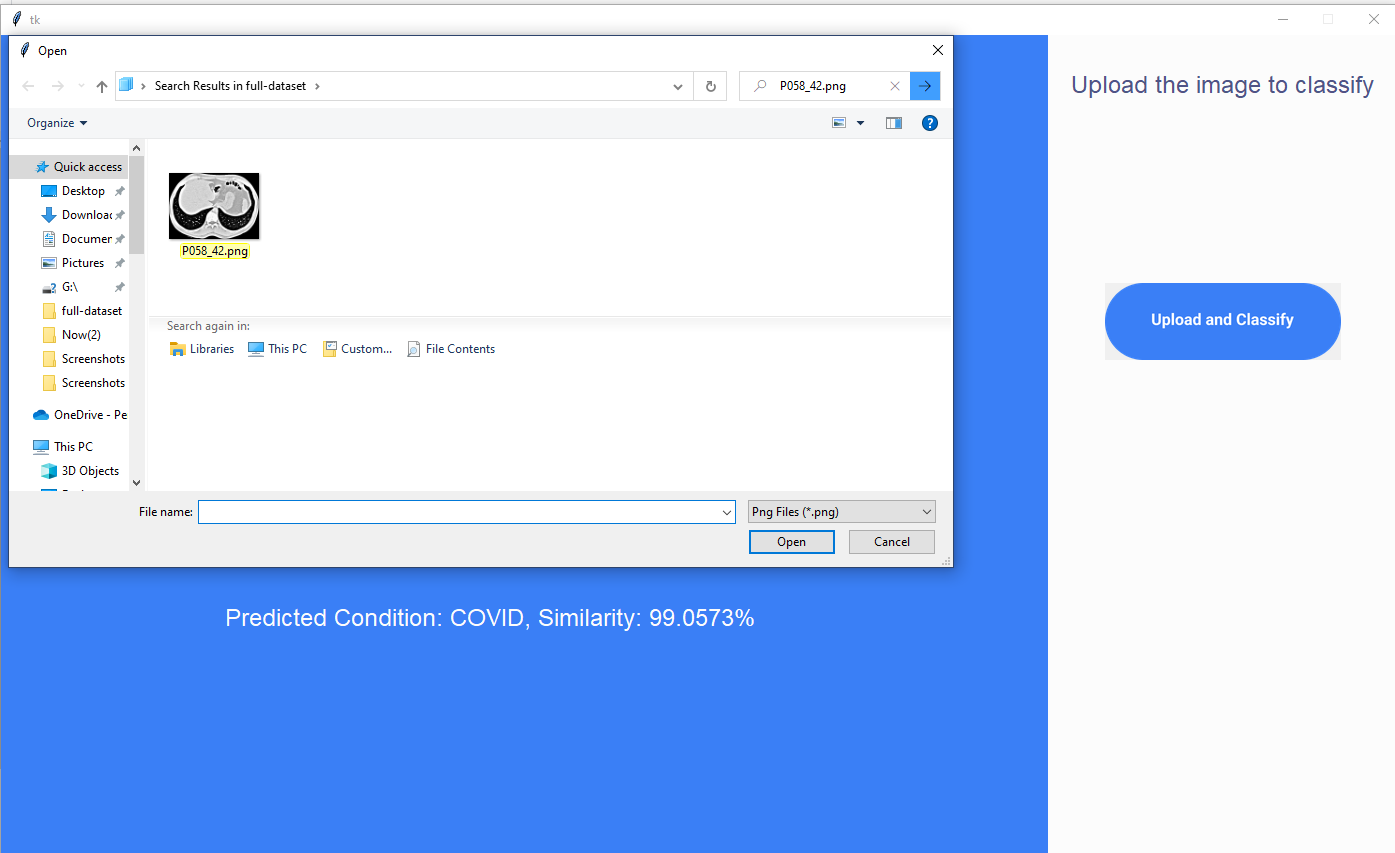 tk
Open
Search Results in full-dataset
P058_42.png
Upload the image to classify
Organize
Quick access
Desktop
Downloac
Documer
Pictures
G:\
full-dataset
Now(2)
Screenshots
Screenshots
OneDrive - Pe
This PC
3D Objects
P058_42.png
Search again in:
Libraries This PC Custom... File Contents
Upload and Classify
File name:
Png Files (*.png)
Open Cancel
Predicted Condition: COVID, Similarity: 99.0573%